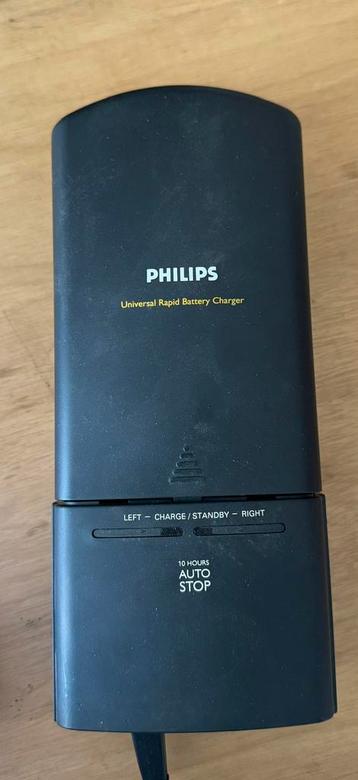 PHILIPS
Universal Rapid Battery Charger
LEFT – CHARGE / STANDBY – RIGHT
10 HOURS
AUTO
STOP